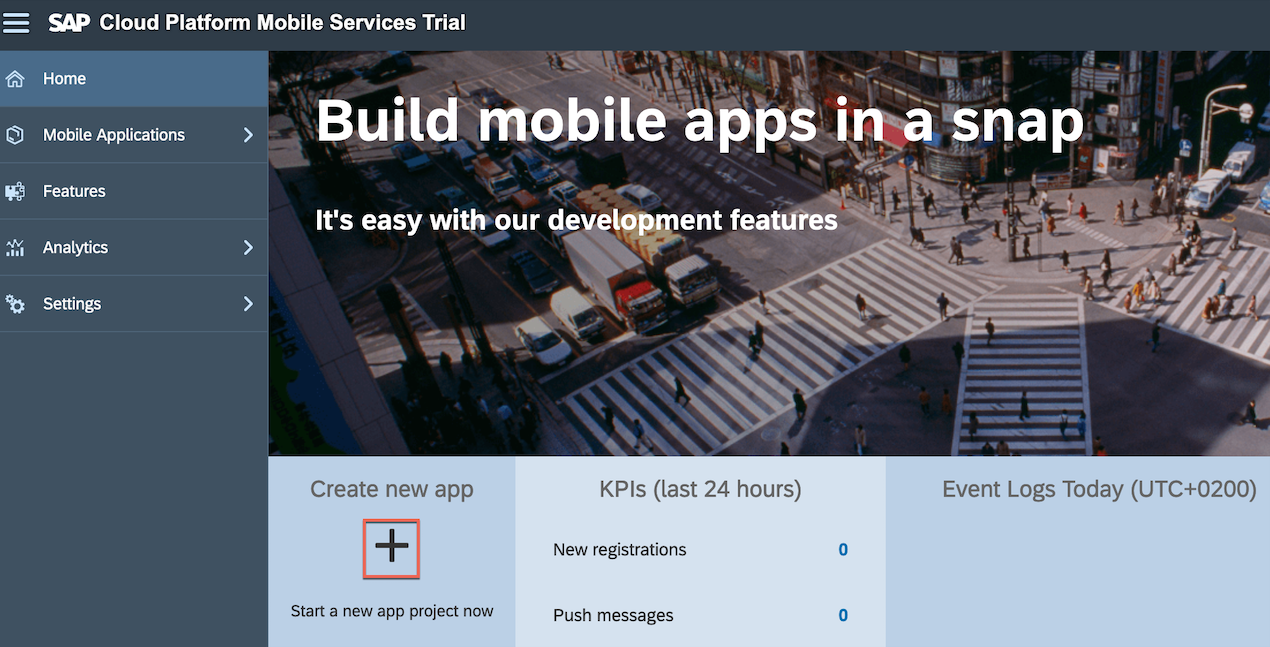 SAP Cloud Platform Mobile Services Trial
Home
Mobile Applications
Features
Analytics
Settings
Build mobile apps in a snap
It's easy with our development features
Create new app
Start a new app project now
KPIs (last 24 hours)
New registrations 0
Push messages 0
Event Logs Today (UTC+0200)